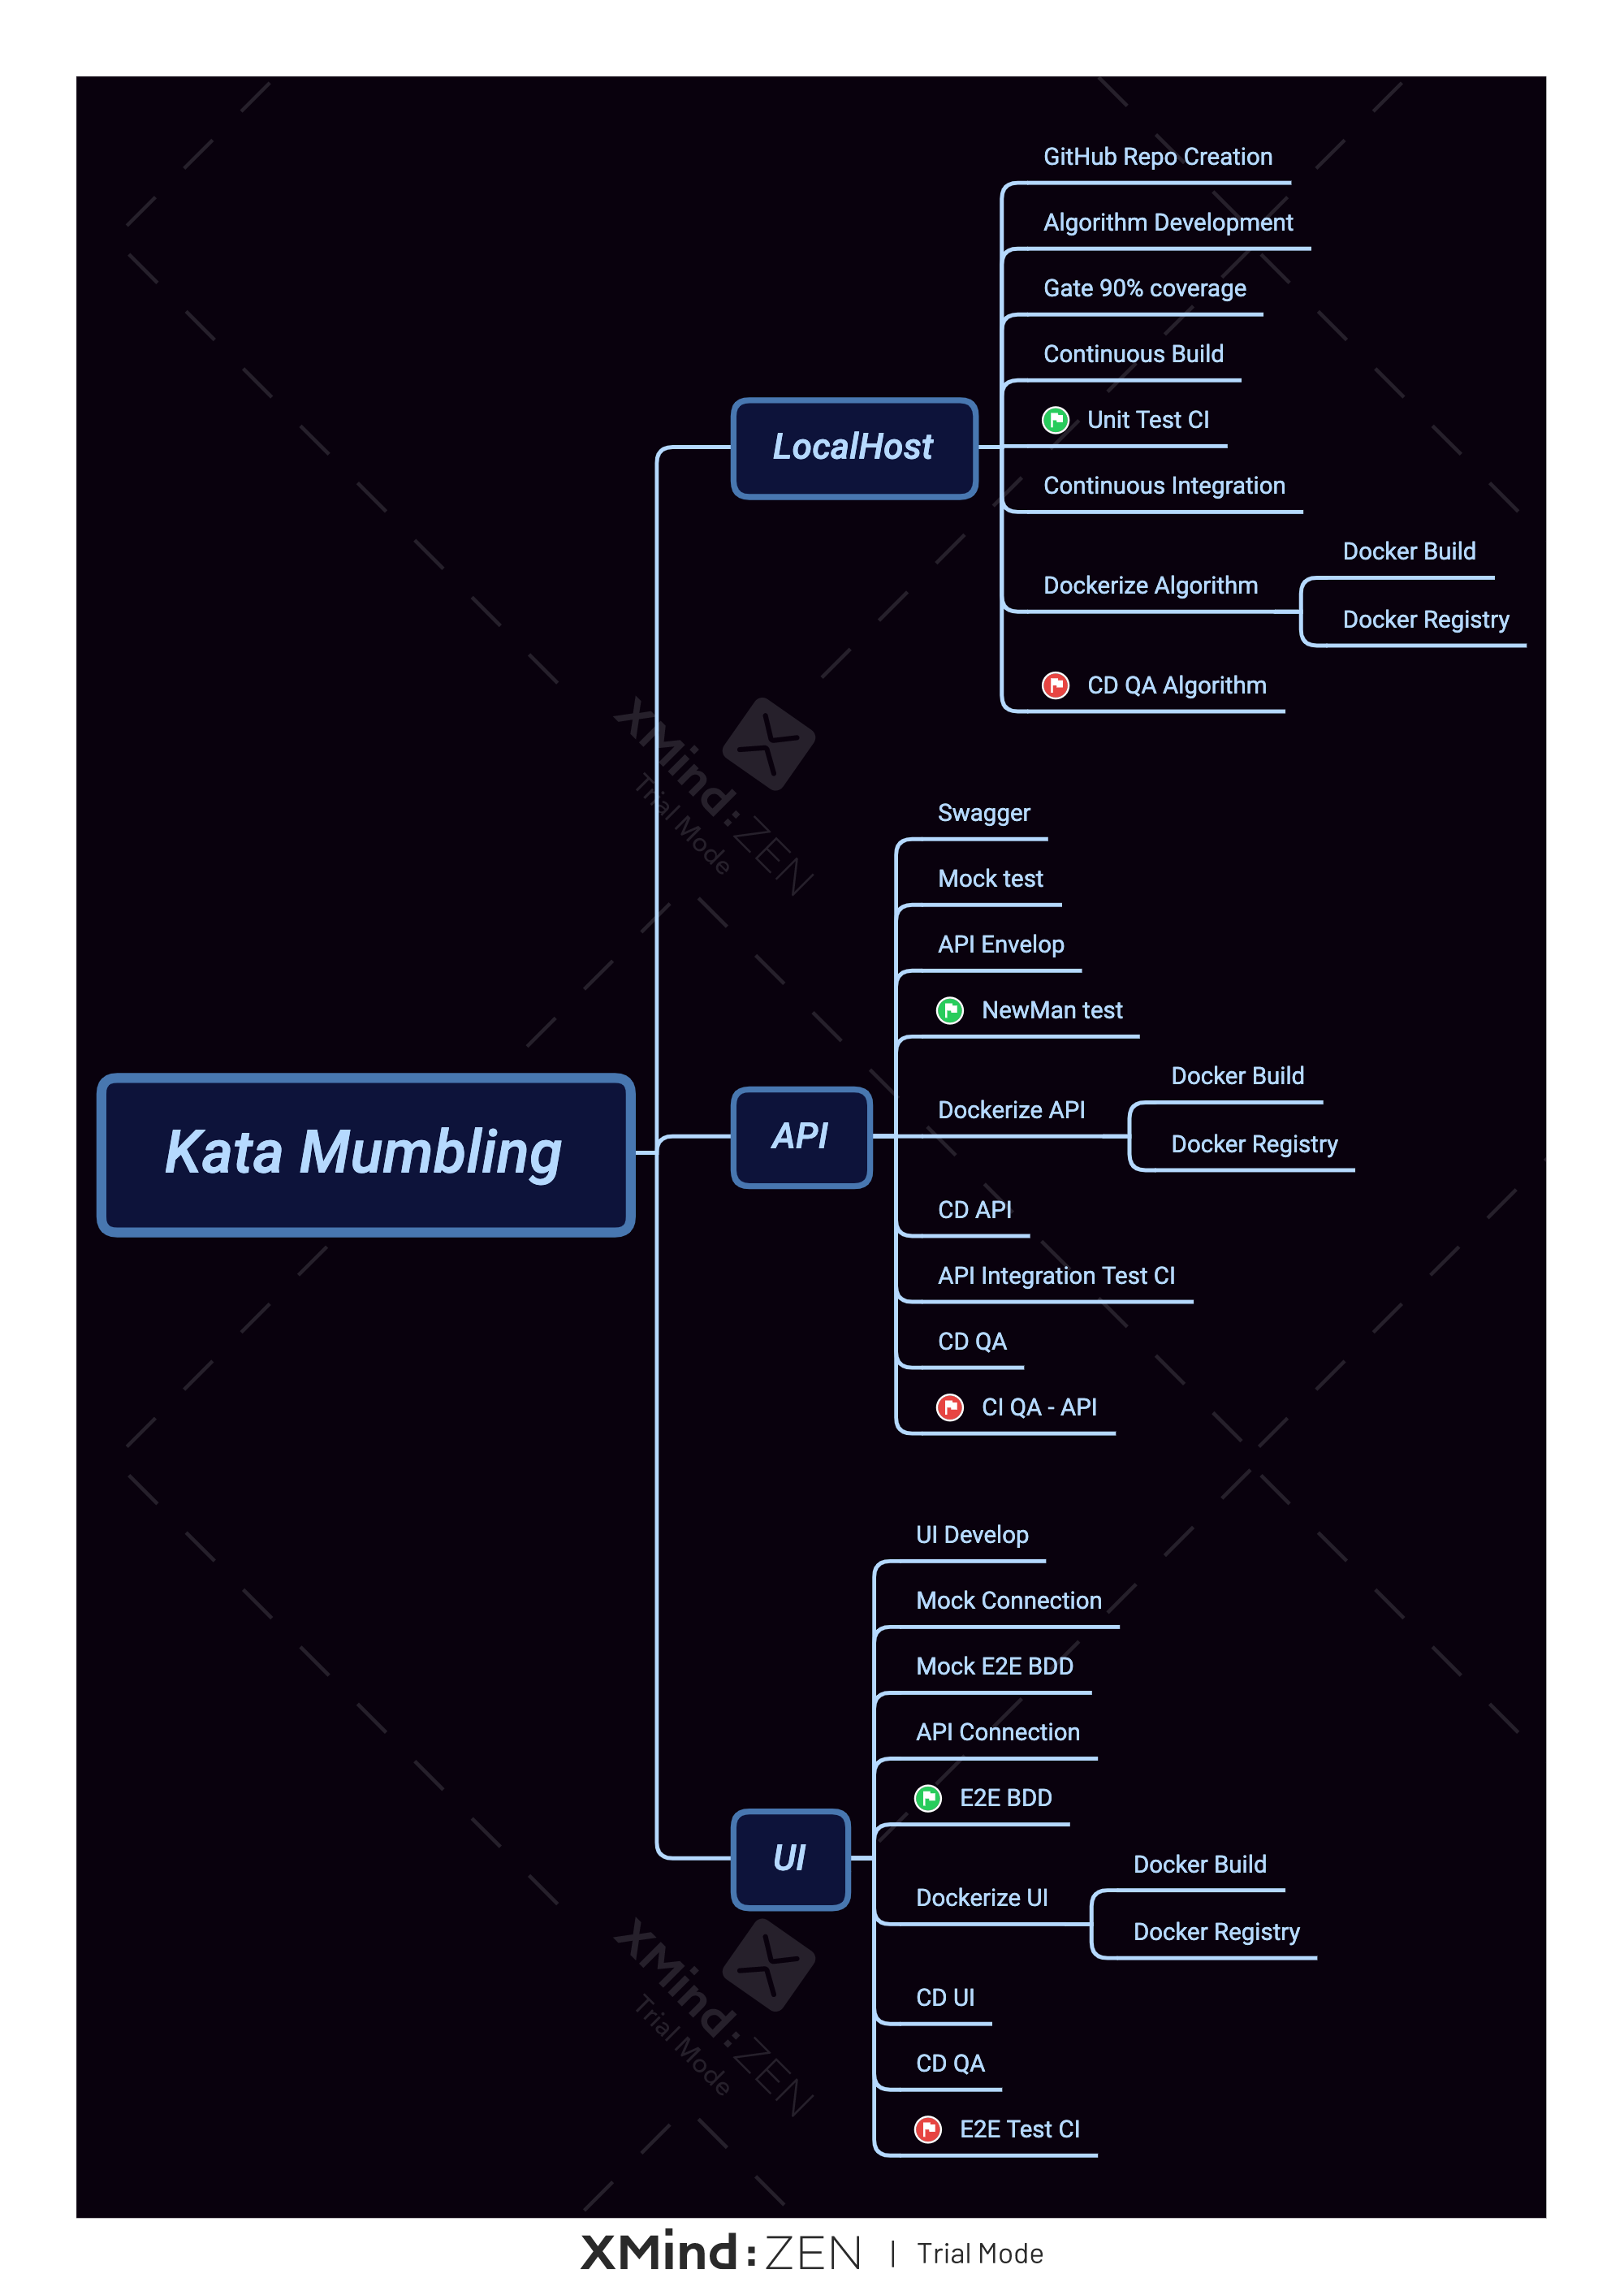 Kata Mumbling
LocalHost
GitHub Repo Creation
Algorithm Development
Gate 90% coverage
Continuous Build
Unit Test CI
Continuous Integration
Dockerize Algorithm
Docker Build
Docker Registry
CD QA Algorithm
API
Swagger
Mock test
API Envelop
NewMan test
Dockerize API
Docker Build
Docker Registry
CD API
API Integration Test CI
CD QA
CI QA - API
UI
UI Develop
Mock Connection
Mock E2E BDD
API Connection
E2E BDD
Dockerize UI
Docker Build
Docker Registry
CD UI
CD QA
E2E Test CI
XMind:ZEN
Trial Mode
XMind:ZEN
Trial Mode
XMind:ZEN | Trial Mode